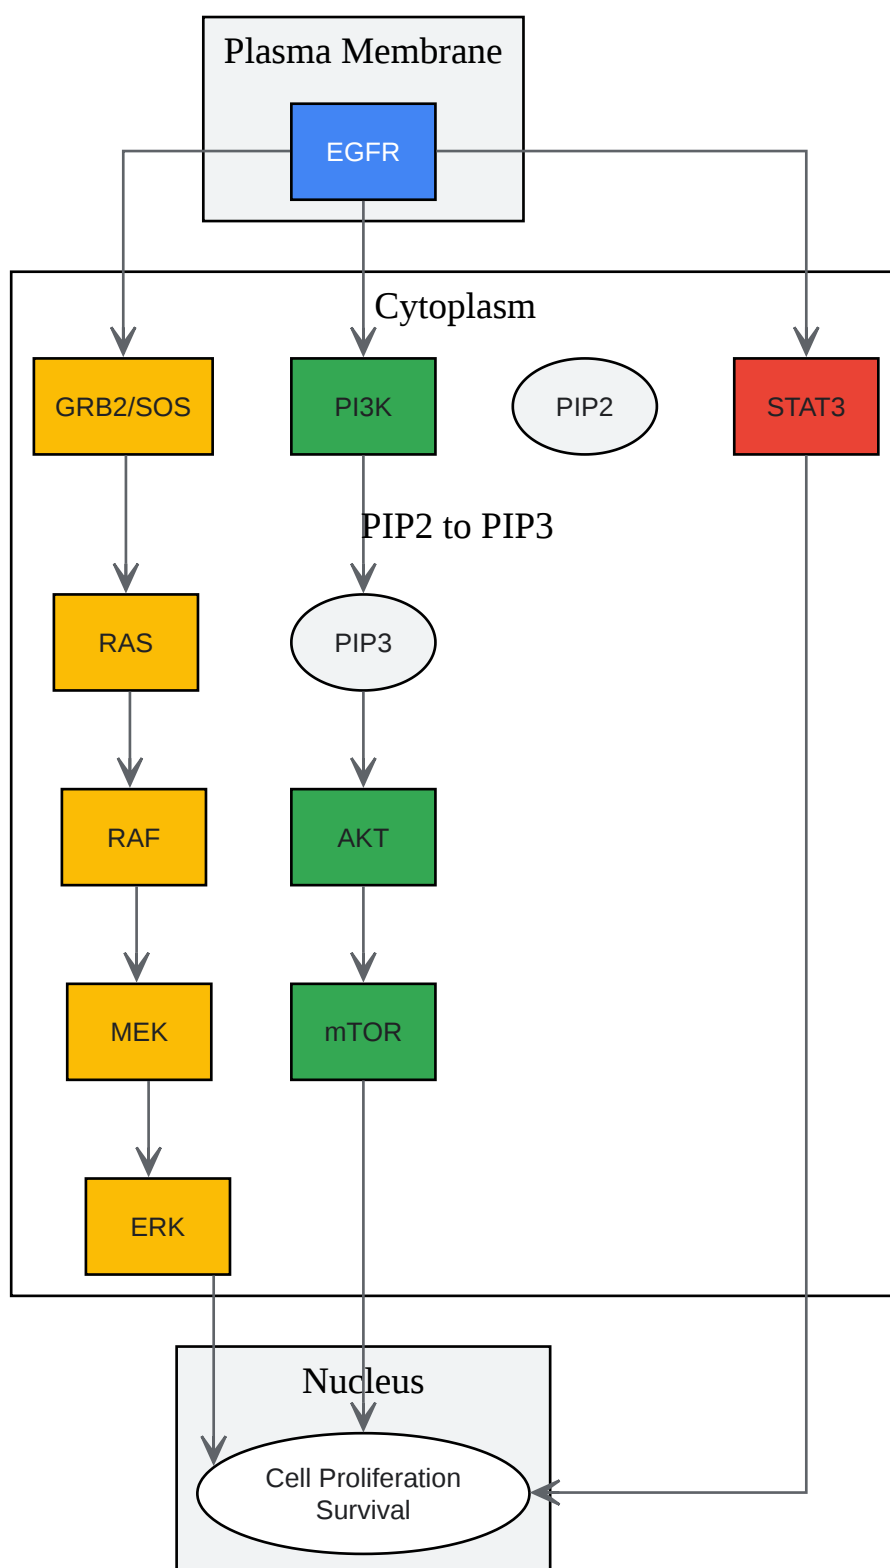 Plasma Membrane
EGFR
Cytoplasm
GRB2/SOS
PI3K
PIP2
STAT3
PIP2 to PIP3
RAS
PIP3
RAF
AKT
MEK
mTOR
ERK
Nucleus
Cell Proliferation
Survival